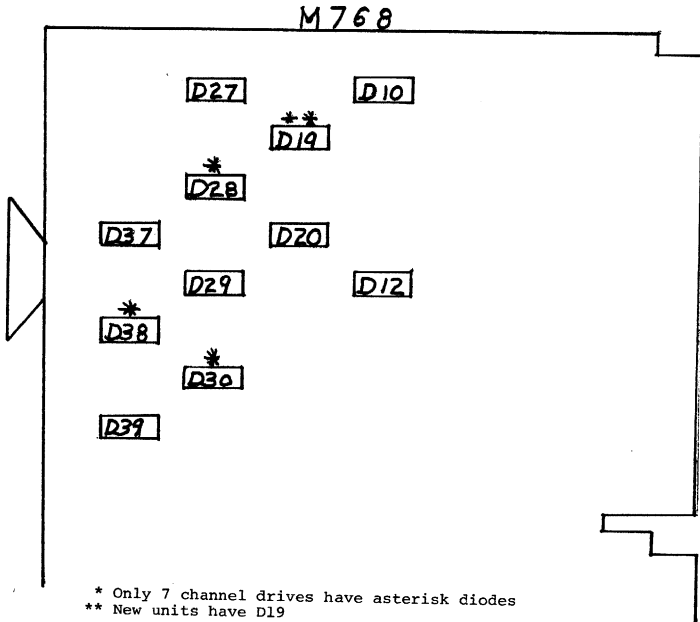 M768
D27
D10
**
D19
*
D28
D37
D20
D29
D12
*
D38
*
D30
D39
* Only 7 channel drives have asterisk diodes
** New units have D19